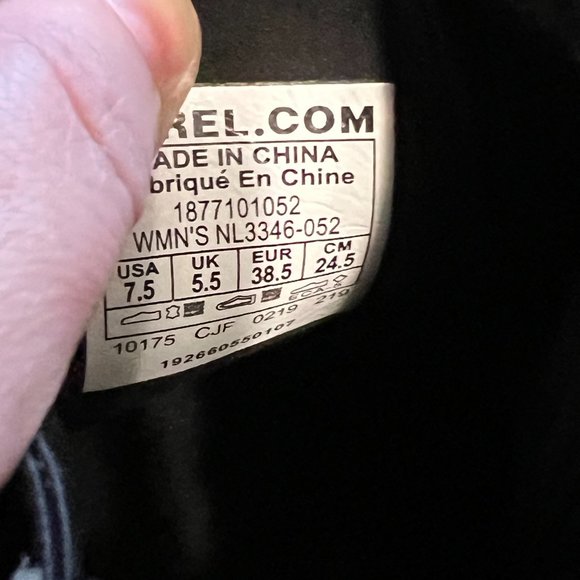 REL.COM
ADE IN CHINA
briqué En Chine
1877101052
WMN'S NL3346-052
USA UK EUR CM
7.5 5.5 38.5 24.5
10175 CJF 0219 219
192660550107